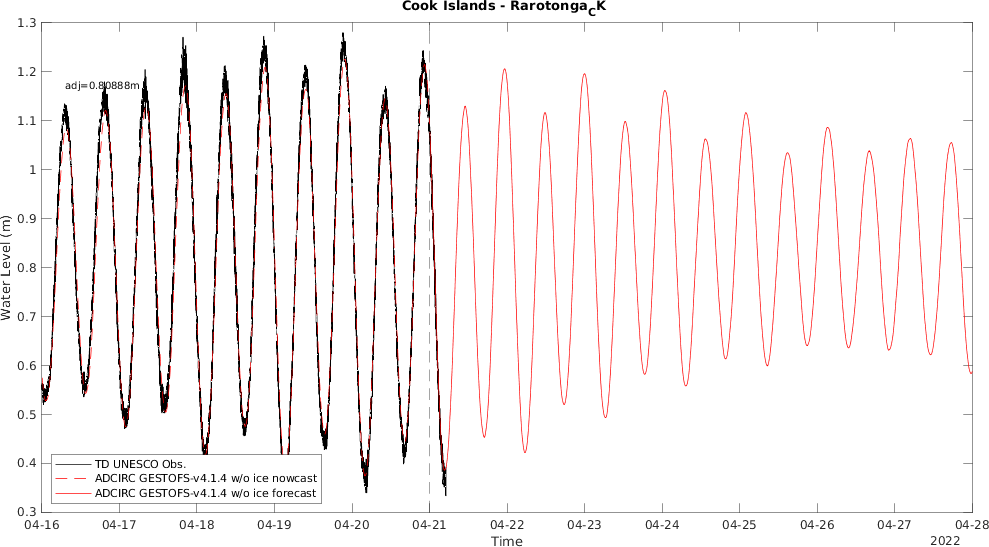 Cook Islands - Rarotonga_CK
1.3
1.2
1.1
1
0.9
0.8
0.7
0.6
0.5
0.4
0.3
Water Level (m)
adj=0.80888m
TD UNESCO Obs.
ADCIRC GESTOFS-v4.1.4 w/o ice nowcast
ADCIRC GESTOFS-v4.1.4 w/o ice forecast
04-16 04-17 04-18 04-19 04-20 04-21 04-22 04-23 04-24 04-25 04-26 04-27 04-28
Time
2022